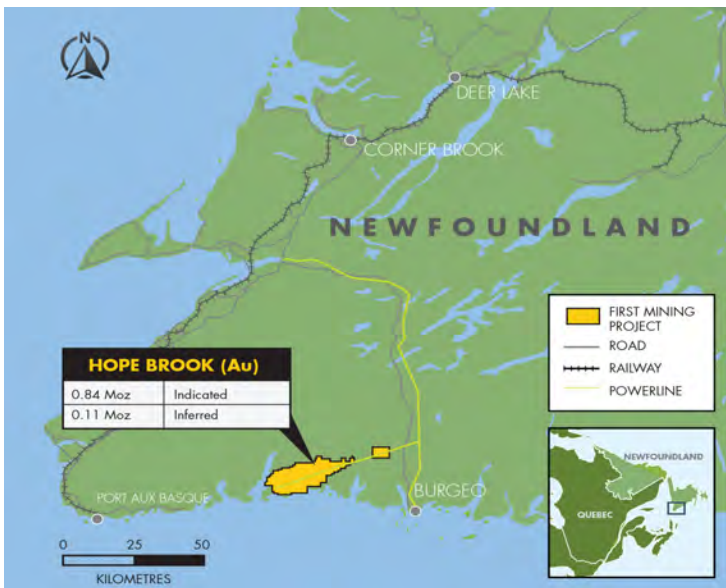 N
DEER LAKE
CORNER BROOK
NEWFOUNDLAND
FIRST MINING
PROJECT
ROAD
RAILWAY
POWERLINE
HOPE BROOK (Au)
0.84 Moz Indicated
0.11 Moz Inferred
PORT AUX BASQUE
BURGEO
0 25 50
KILOMETRES
NEWFOUNDLAND
QUEBEC